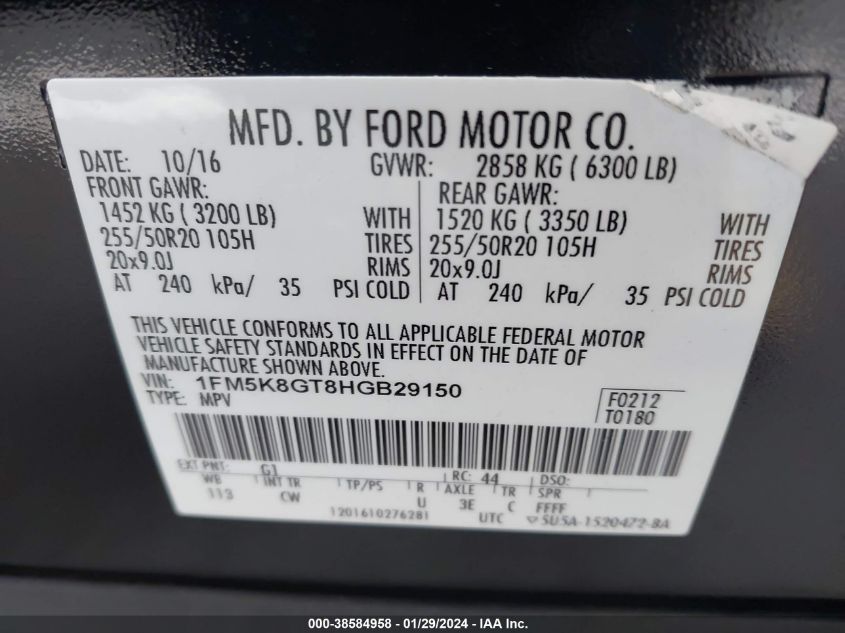 MFD. BY FORD MOTOR CO.
DATE: 10/16 GVWR: 2858 KG ( 6300 LB)
FRONT GAWR: REAR GAWR:
1452 KG ( 3200 LB) WITH 1520 KG ( 3350 LB) WITH
255/50R20 105H TIRES 255/50R20 105H TIRES
20x9.0J RIMS 20x9.0J RIMS
AT 240 kPa/ 35 PSI COLD AT 240 kPa/ 35 PSI COLD
THIS VEHICLE CONFORMS TO ALL APPLICABLE FEDERAL MOTOR
VEHICLE SAFETY STANDARDS IN EFFECT ON THE DATE OF
MANUFACTURE SHOWN ABOVE.
VIN: 1FM5K8GT8HGB29150
TYPE: MPV
F0212
T0180
EXT PNT: G1 RC: 44 DSO:
WB INT TR TP/PS R AXLE TR SPR
113 CW U 3E C FFFF
1201610276281 UTC 5U5A-1520472-8A
000-38584958 - 01/29/2024 - IAA Inc.